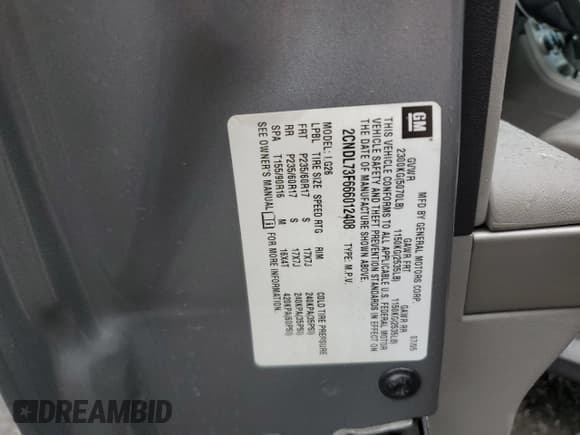 GM
MFD BY GENERAL MOTORS CORP 07/05
GVWR GAWR FRT GAWR RR
2300KG(5070LB) 1150KG(2535LB) 1150KG(2535LB)
THIS VEHICLE CONFORMS TO ALL APPLICABLE U.S. FEDERAL MOTOR
VEHICLE SAFETY AND THEFT PREVENTION STANDARDS IN EFFECT ON
THE DATE OF MANUFACTURE SHOWN ABOVE.
2CNDL73F666012408 TYPE: M.P.V.
MODEL: LG26
LPBL TIRE SIZE SPEED RTG RIM COLD TIRE PRESSURE
FRT P235/60R17 S 17X7J 240KPA(35PSI)
RR P235/60R17 S 17X7J 240KPA(35PSI)
SPA T155/90R16 M 16X4T 420KPA(60PSI)
SEE OWNER'S MANUAL FOR MORE INFORMATION.
DREAMBID